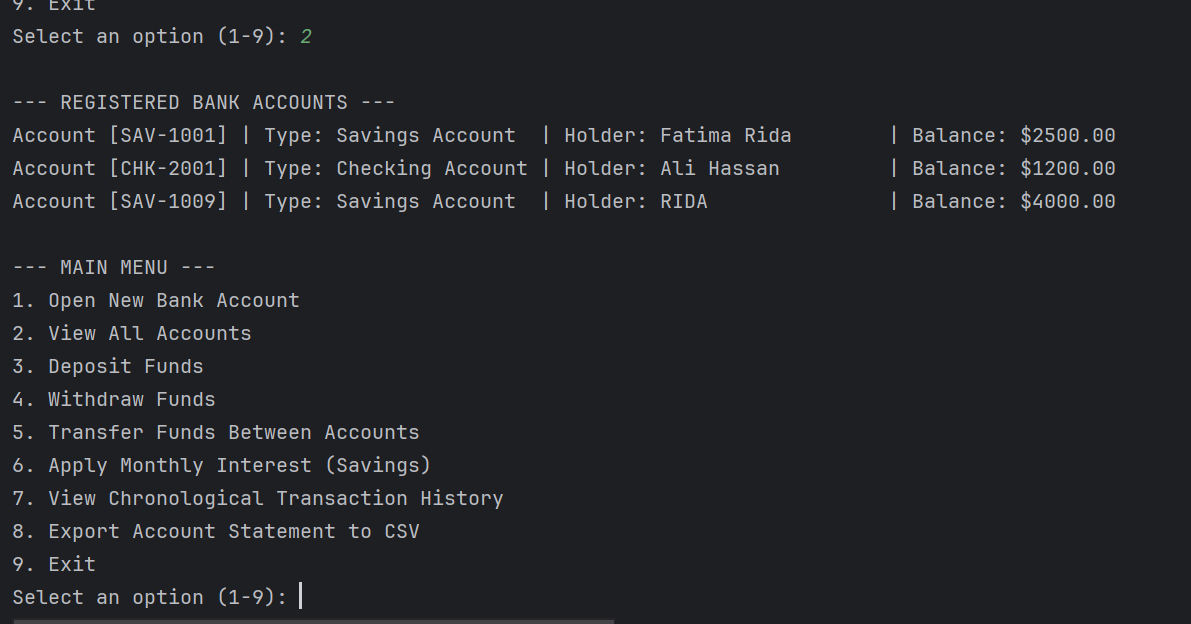 9. Exit
Select an option (1-9): 2
--- REGISTERED BANK ACCOUNTS ---
Account [SAV-1001] | Type: Savings Account  | Holder: Fatima Rida        | Balance: $2500.00
Account [CHK-2001] | Type: Checking Account | Holder: Ali Hassan         | Balance: $1200.00
Account [SAV-1009] | Type: Savings Account  | Holder: RIDA               | Balance: $4000.00
--- MAIN MENU ---
1. Open New Bank Account
2. View All Accounts
3. Deposit Funds
4. Withdraw Funds
5. Transfer Funds Between Accounts
6. Apply Monthly Interest (Savings)
7. View Chronological Transaction History
8. Export Account Statement to CSV
9. Exit
Select an option (1-9):